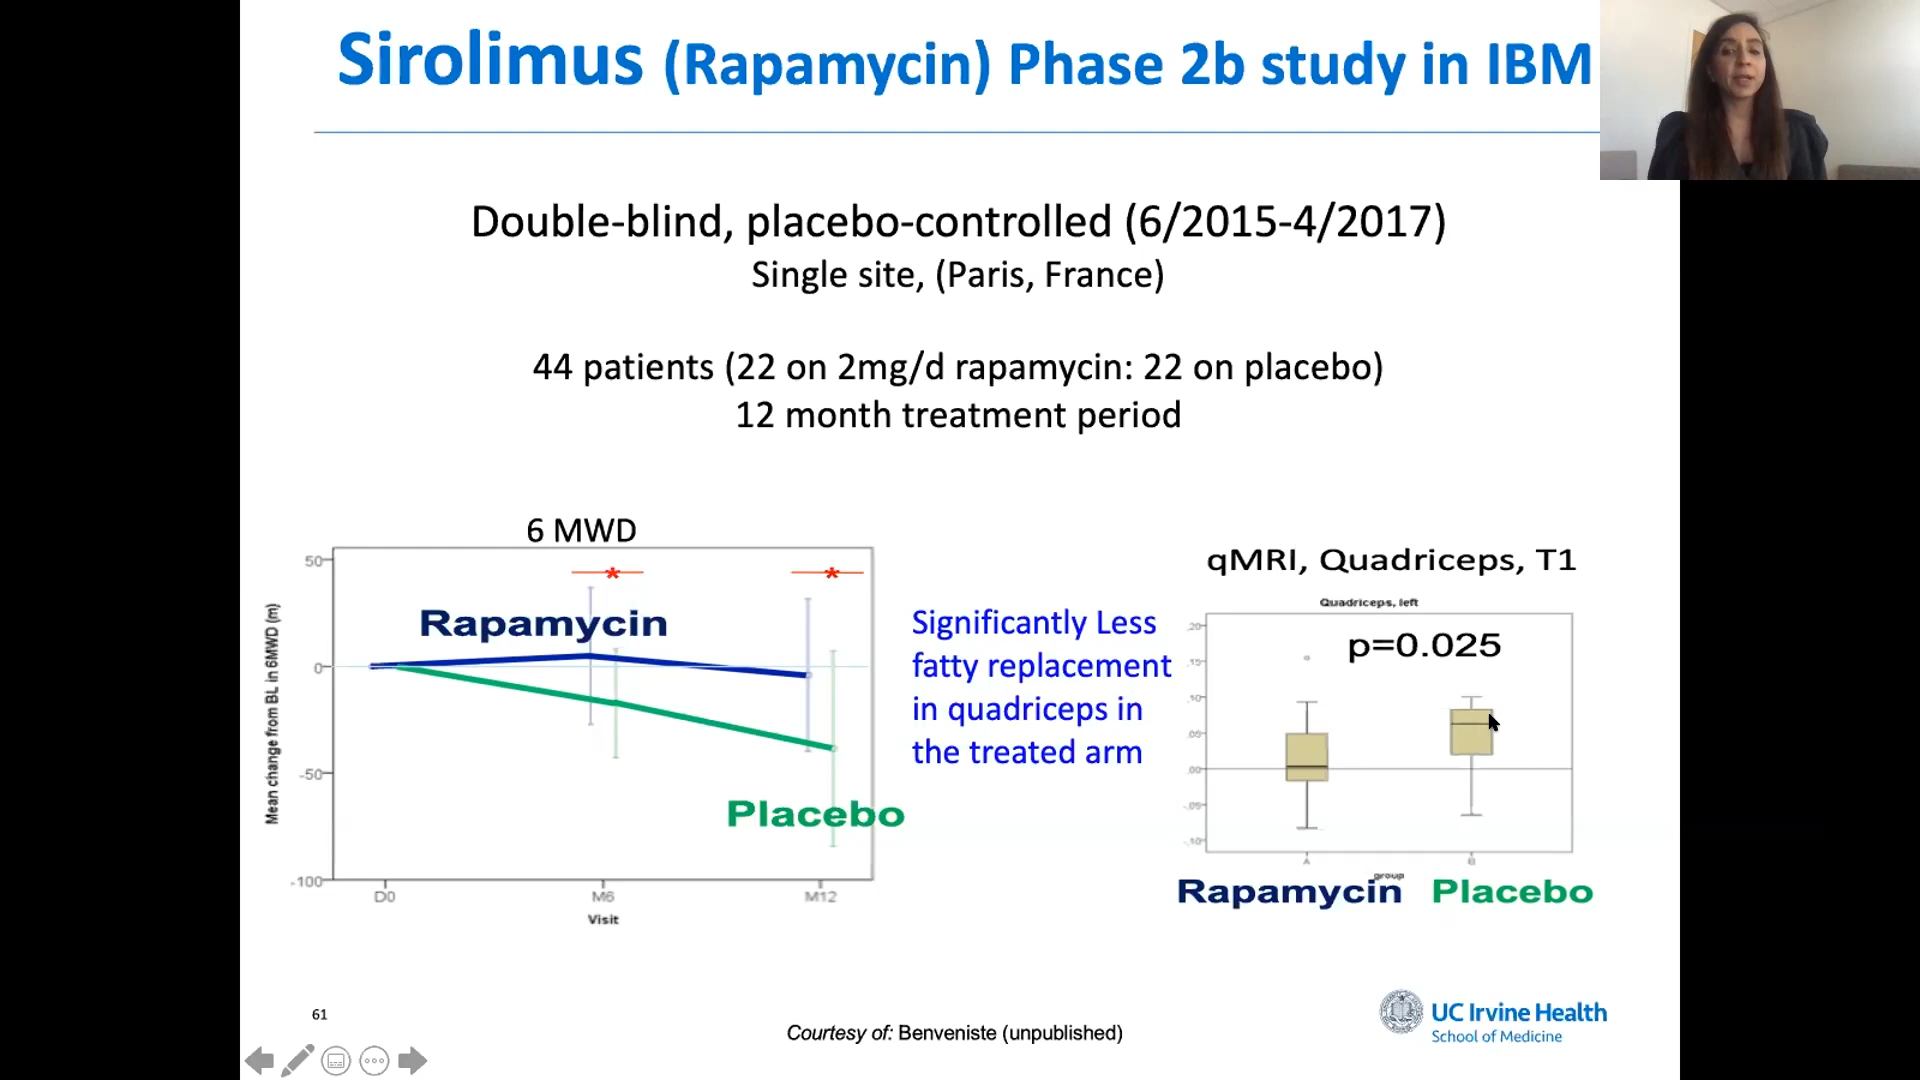 Sirolimus (Rapamycin) Phase 2b study in IBM
Double-blind, placebo-controlled (6/2015-4/2017)
Single site, (Paris, France)
44 patients (22 on 2mg/d rapamycin: 22 on placebo)
12 month treatment period
6 MWD
50
0
-50
-100
Mean change from BL in 6MWD (m)
*
*
Rapamycin
Placebo
D0
M6
M12
Visit
Significantly Less
fatty replacement
in quadriceps in
the treated arm
qMRI, Quadriceps, T1
Quadriceps, left
p=0.025
.20
.15
.10
.05
.00
-.05
-.10
A
B
group
Rapamycin
Placebo
61
Courtesy of: Benveniste (unpublished)
UC Irvine Health
School of Medicine